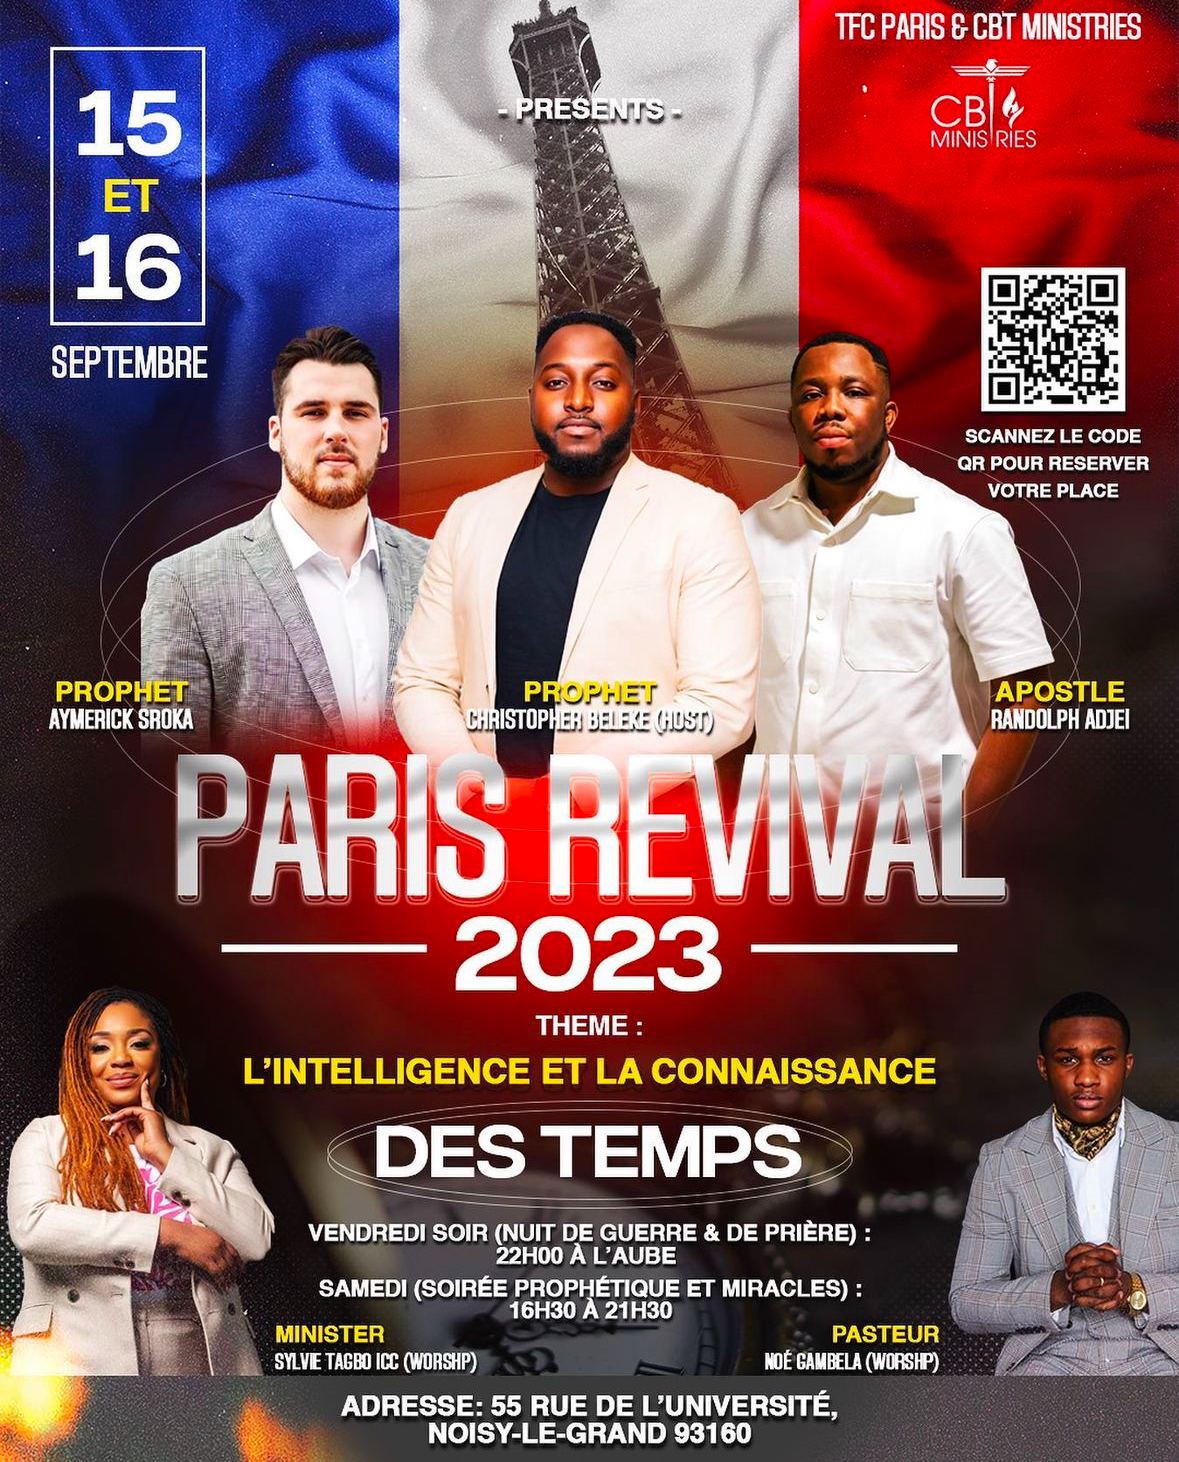 TFC PARIS & CBT MINISTRIES
CBT
MINISTRIES
- PRESENTS -
15
ET
16
SEPTEMBRE
SCANNEZ LE CODE
QR POUR RESERVER
VOTRE PLACE
PROPHET
AYMERICK SROKA
PROPHET
CHRISTOPHER BELEKE (HOST)
APOSTLE
RANDOLPH ADJEI
PARIS REVIVAL
2023
THEME :
L'INTELLIGENCE ET LA CONNAISSANCE
DES TEMPS
VENDREDI SOIR (NUIT DE GUERRE & DE PRIÈRE) :
22H00 À L'AUBE
SAMEDI (SOIRÉE PROPHÉTIQUE ET MIRACLES) :
16H30 À 21H30
MINISTER
SYLVIE TAGBO ICC (WORSHP)
PASTEUR
NOÉ GAMBELA (WORSHP)
ADRESSE: 55 RUE DE L'UNIVERSITÉ,
NOISY-LE-GRAND 93160